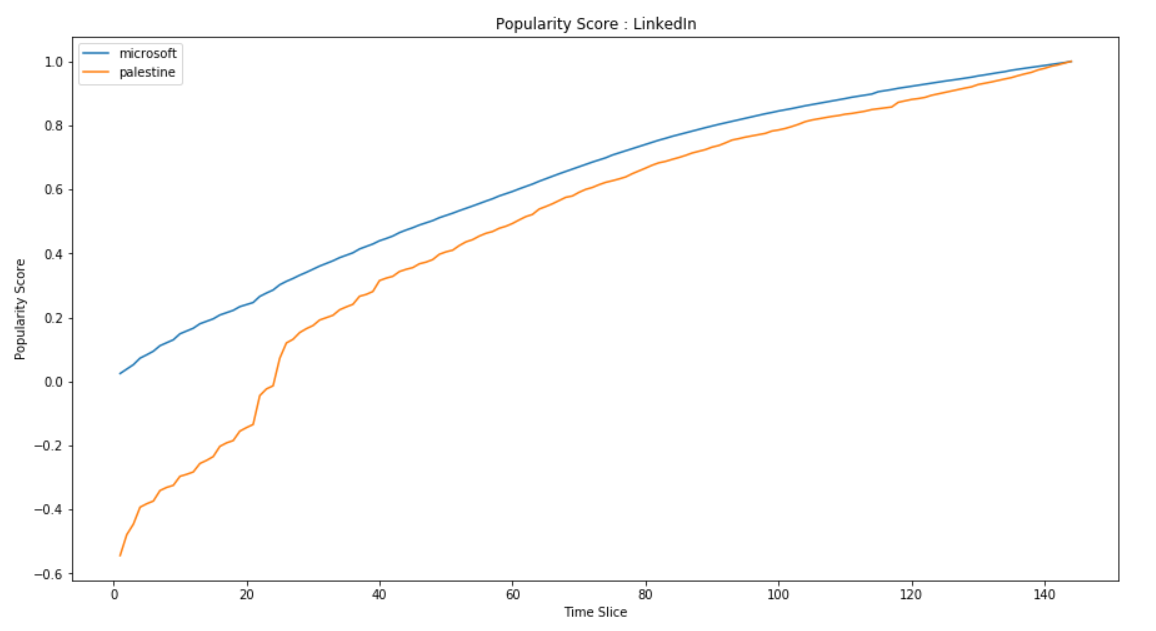 Popularity Score : LinkedIn
microsoft
palestine
Popularity Score
1.0
0.8
0.6
0.4
0.2
0.0
−0.2
−0.4
−0.6
0 20 40 60 80 100 120 140
Time Slice